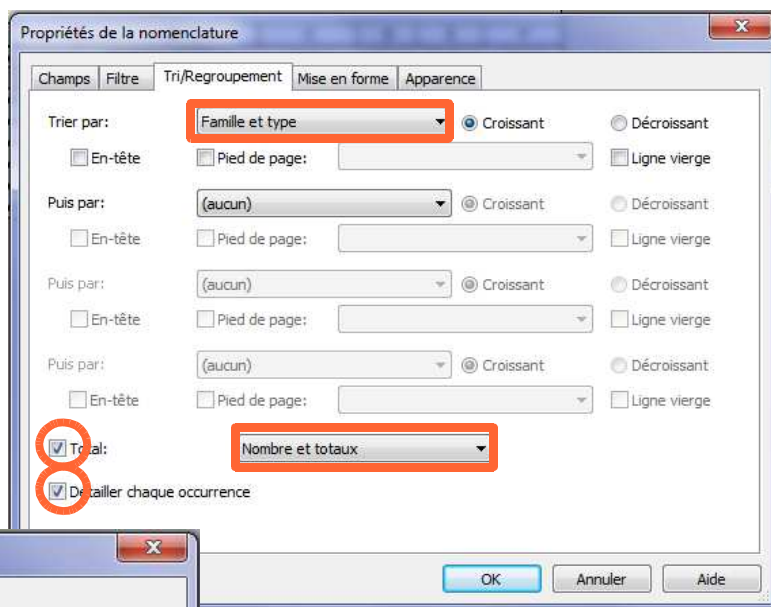 Propriétés de la nomenclature
Champs Filtre Tri/Regroupement Mise en forme Apparence
Trier par: Famille et type Croissant Décroissant
En-tête Pied de page: Ligne vierge
Puis par: (aucun) Croissant Décroissant
En-tête Pied de page: Ligne vierge
Puis par: (aucun) Croissant Décroissant
En-tête Pied de page: Ligne vierge
Puis par: (aucun) Croissant Décroissant
En-tête Pied de page: Ligne vierge
Total: Nombre et totaux
Détailler chaque occurrence
OK Annuler Aide